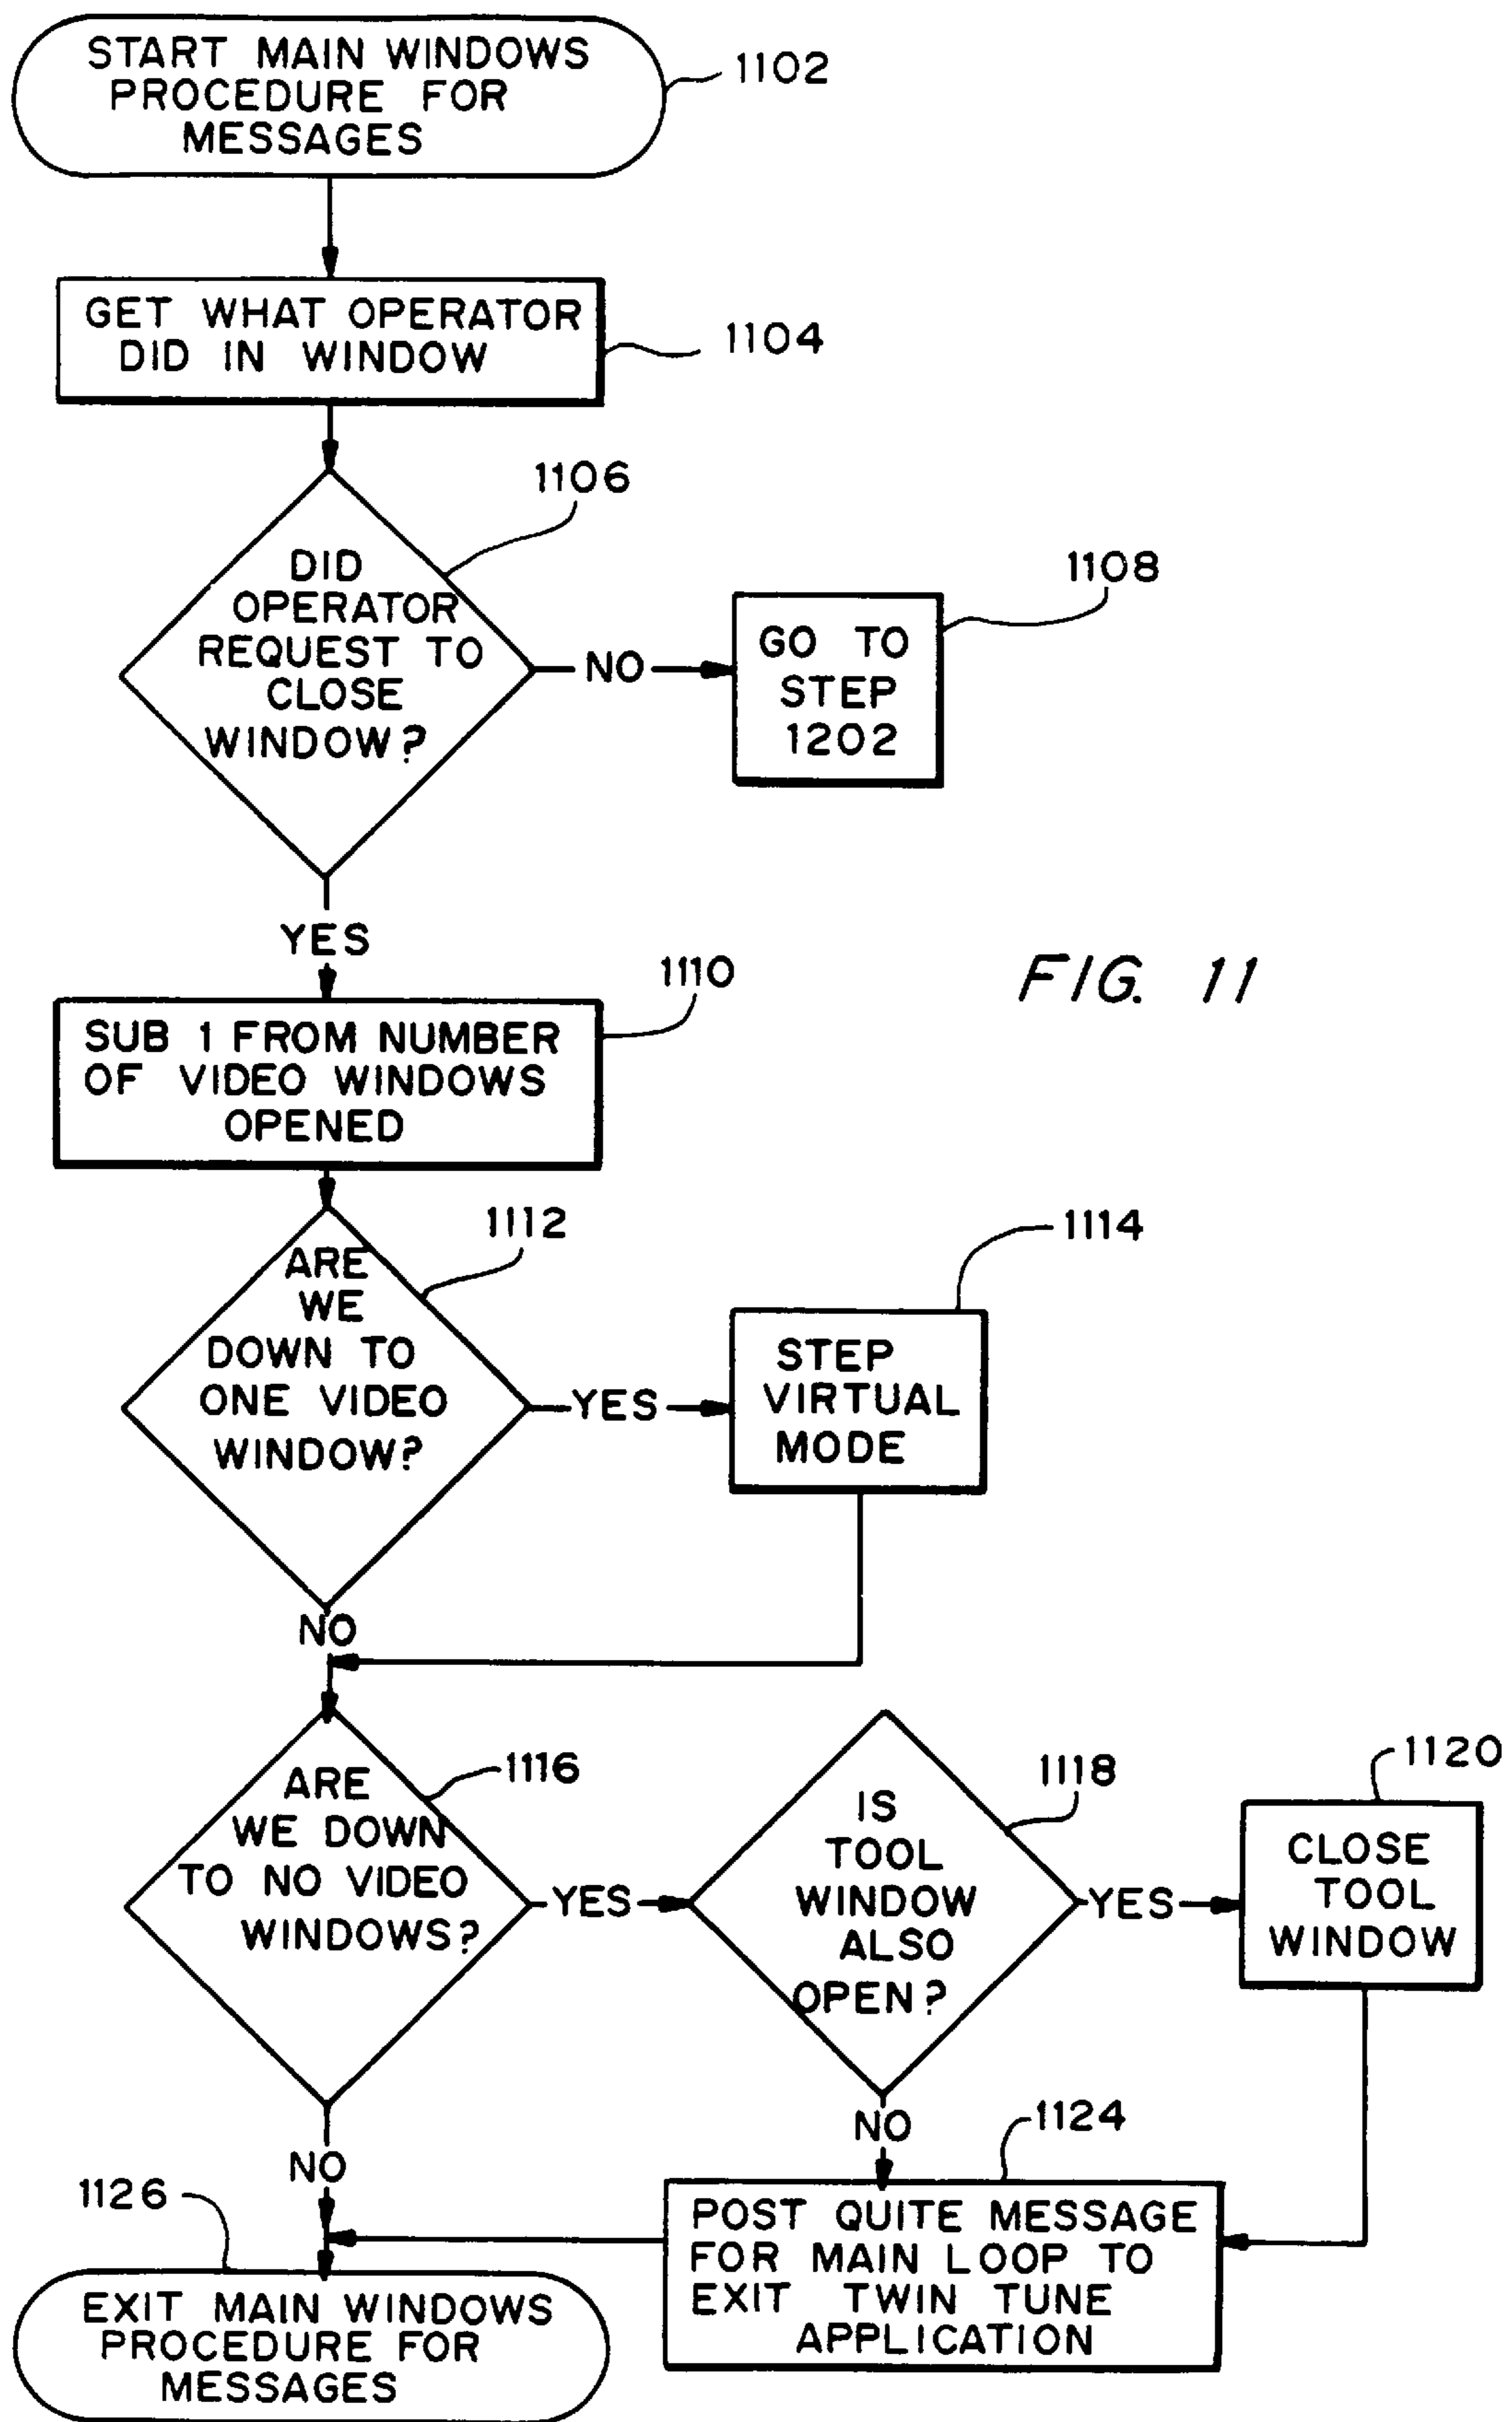 START MAIN WINDOWS
PROCEDURE FOR
MESSAGES
1102
GET WHAT OPERATOR
DID IN WINDOW
1104
1106
DID
OPERATOR
REQUEST TO
CLOSE
WINDOW?
NO
1108
GO TO
STEP
1202
YES
FIG. 11
1110
SUB 1 FROM NUMBER
OF VIDEO WINDOWS
OPENED
1112
ARE
WE
DOWN TO
ONE VIDEO
WINDOW?
YES
1114
STEP
VIRTUAL
MODE
NO
1116
ARE
WE DOWN
TO NO VIDEO
WINDOWS?
YES
1118
IS
TOOL
WINDOW
ALSO
OPEN?
YES
1120
CLOSE
TOOL
WINDOW
NO
NO
1124
POST QUITE MESSAGE
FOR MAIN LOOP TO
EXIT TWIN TUNE
APPLICATION
1126
EXIT MAIN WINDOWS
PROCEDURE FOR
MESSAGES